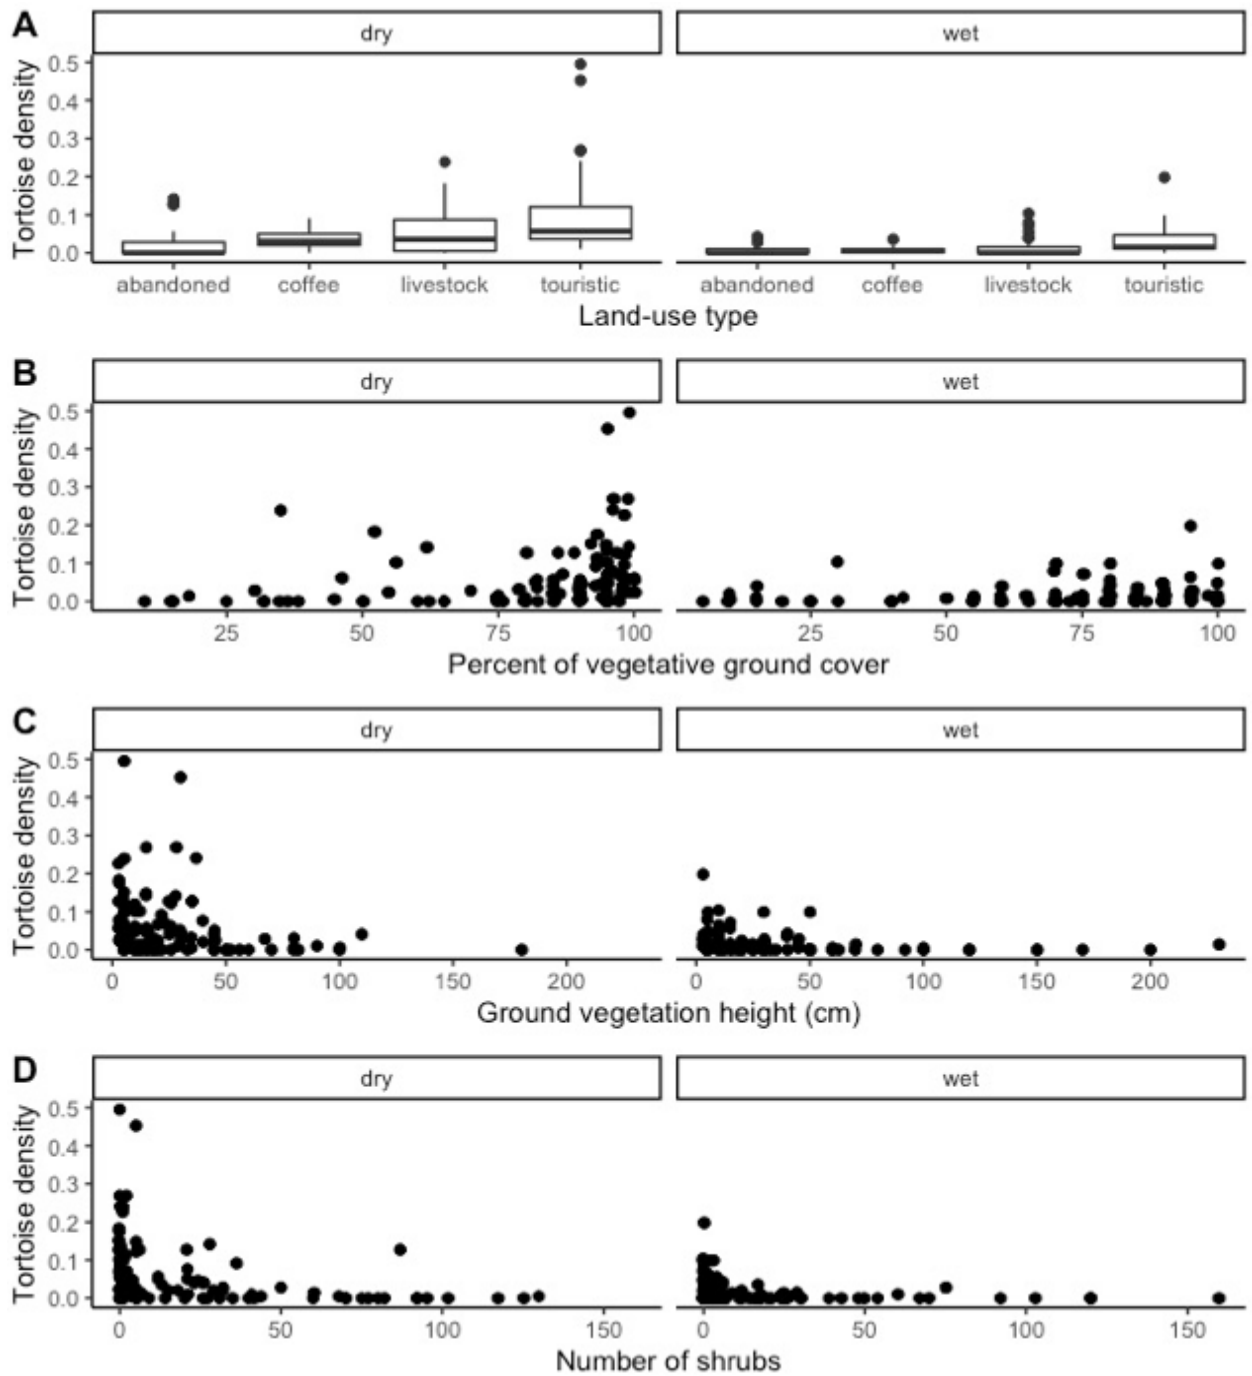 A
dry wet
Tortoise density
0.5
0.4
0.3
0.2
0.1
0.0
abandoned coffee livestock touristic abandoned coffee livestock touristic
Land-use type
B
dry wet
Tortoise density
0.5
0.4
0.3
0.2
0.1
0.0
25 50 75 100 25 50 75 100
Percent of vegetative ground cover
C
dry wet
Tortoise density
0.5
0.4
0.3
0.2
0.1
0.0
0 50 100 150 200 0 50 100 150 200
Ground vegetation height (cm)
D
dry wet
Tortoise density
0.5
0.4
0.3
0.2
0.1
0.0
0 50 100 150 0 50 100 150
Number of shrubs